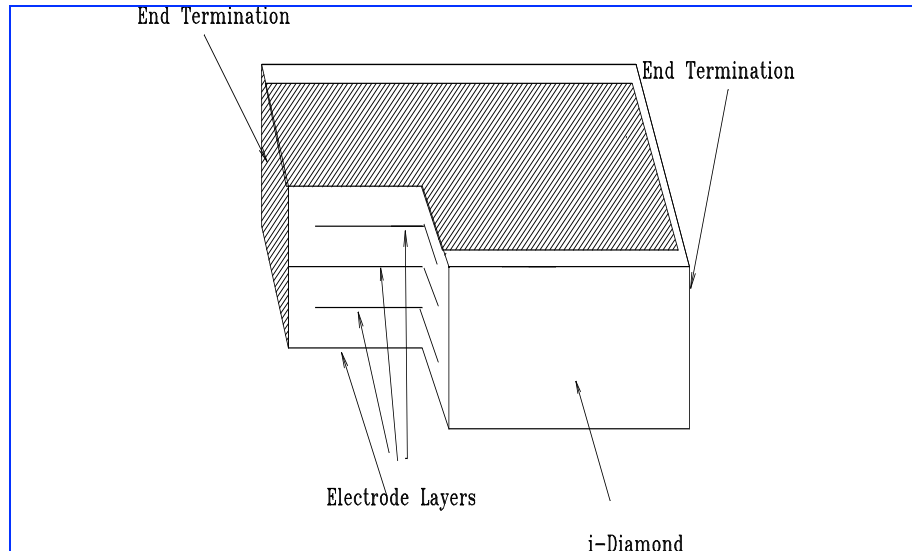 End Termination
End Termination
Electrode Layers
i-Diamond